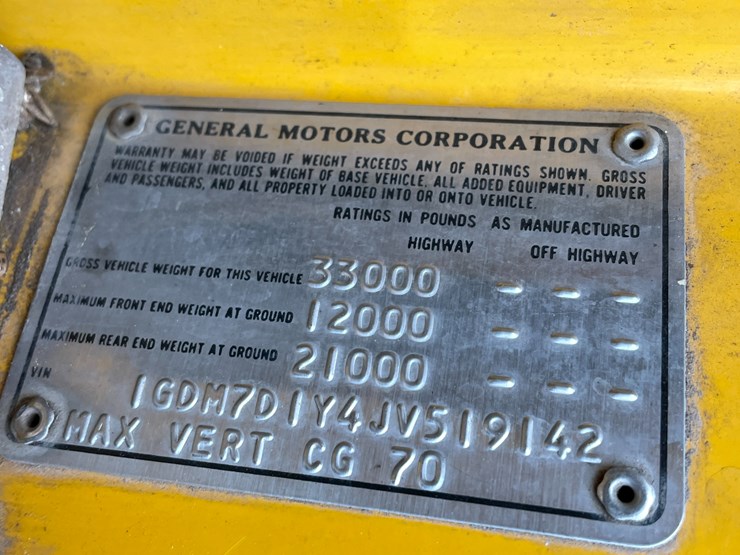 GENERAL MOTORS CORPORATION
WARRANTY MAY BE VOIDED IF WEIGHT EXCEEDS ANY OF RATINGS SHOWN. GROSS
VEHICLE WEIGHT INCLUDES WEIGHT OF BASE VEHICLE, ALL ADDED EQUIPMENT, DRIVER
AND PASSENGERS, AND ALL PROPERTY LOADED INTO OR ONTO VEHICLE.
RATINGS IN POUNDS AS MANUFACTURED
HIGHWAY OFF HIGHWAY
GROSS VEHICLE WEIGHT FOR THIS VEHICLE 33000 - - -
MAXIMUM FRONT END WEIGHT AT GROUND 12000 - - -
MAXIMUM REAR END WEIGHT AT GROUND 21000 - - -
VIN 1GDM7D1Y4JV519142
MAX VERT CG 70